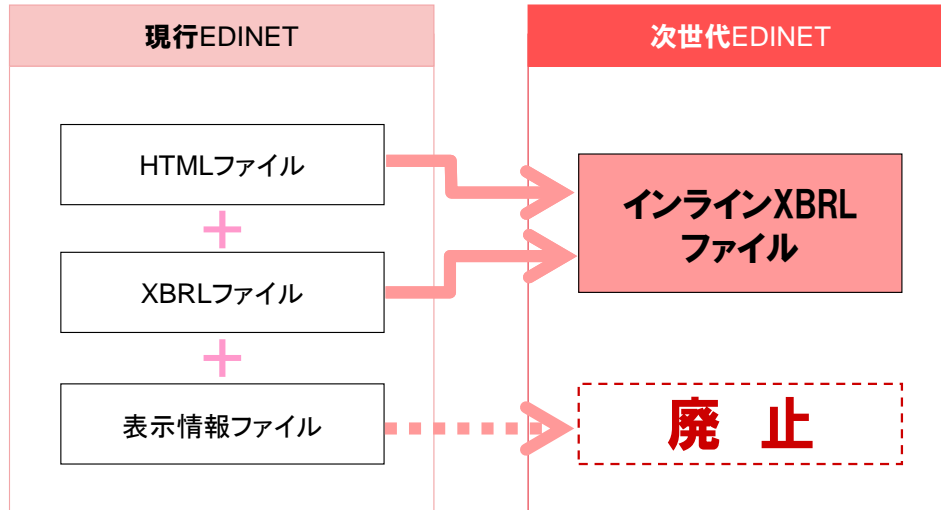 現行EDINET
次世代EDINET
HTMLファイル
+
XBRLファイル
+
表示情報ファイル
インラインXBRL
ファイル
廃 止